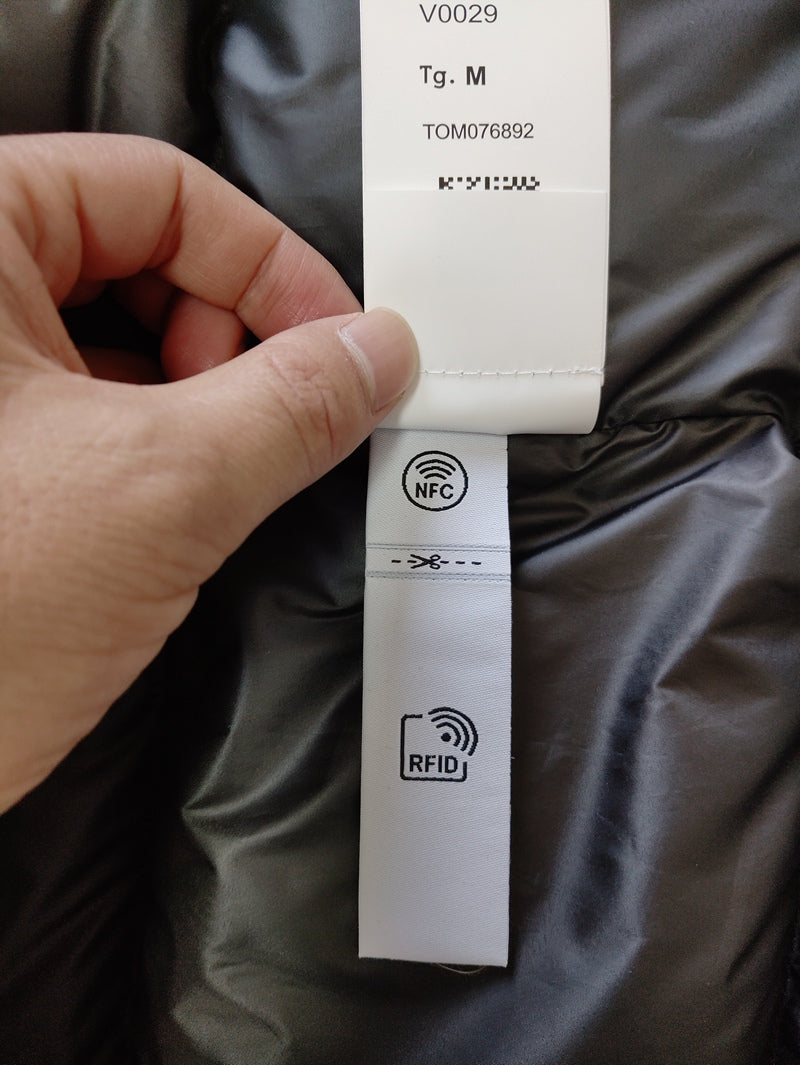 V0029
Tg. M
TOM076892
NFC
RFID